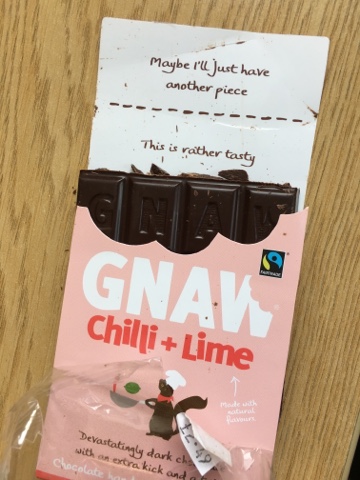 Maybe I'll just have
another piece
This is rather tasty
GNAW
GNAW
FAIRTRADE
Chilli + Lime
Made with
natural
flavours
Devastatingly dark
with an extra kick and a
Chocolate